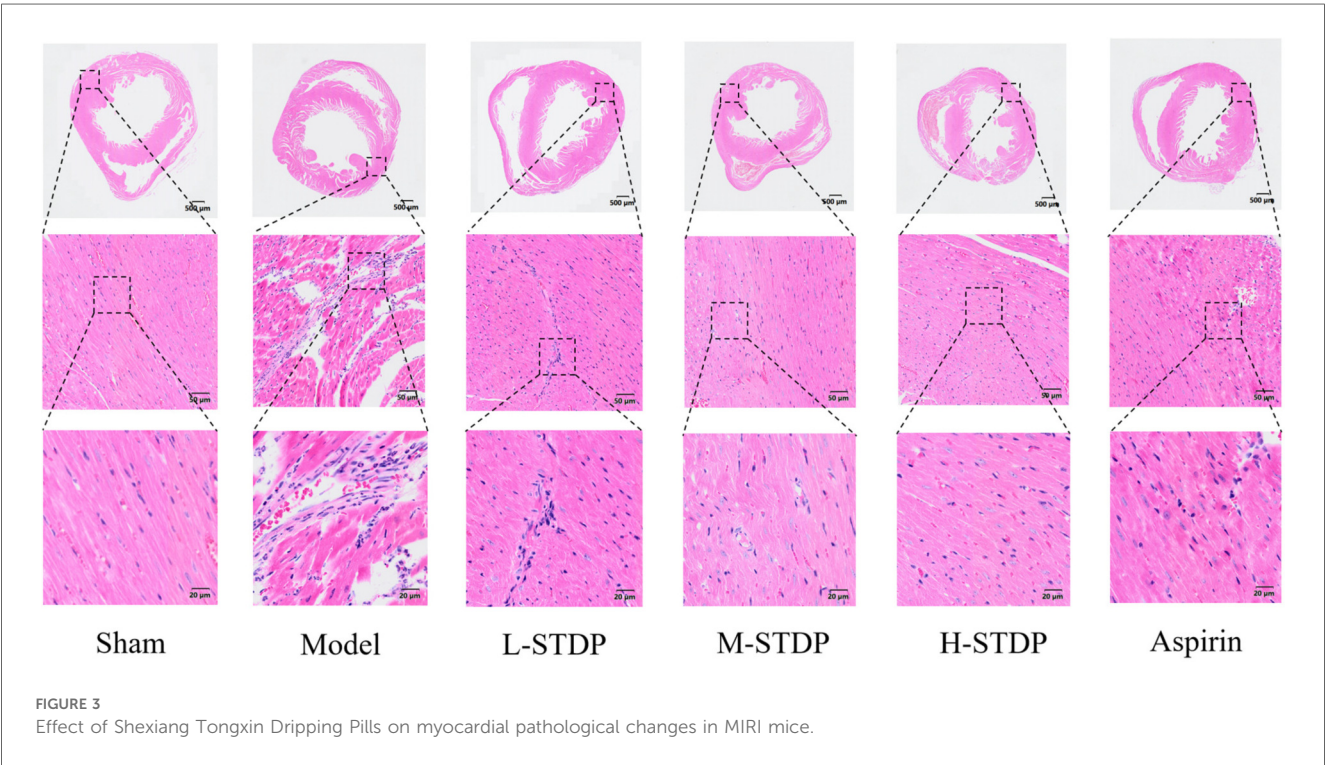 500 μm
500 μm
500 μm
500 μm
500 μm
500 μm
50 μm
50 μm
50 μm
50 μm
50 μm
50 μm
20 μm
20 μm
20 μm
20 μm
20 μm
20 μm
Sham
Model
L-STDP
M-STDP
H-STDP
Aspirin
FIGURE 3
Effect of Shexiang Tongxin Dripping Pills on myocardial pathological changes in MIRI mice.